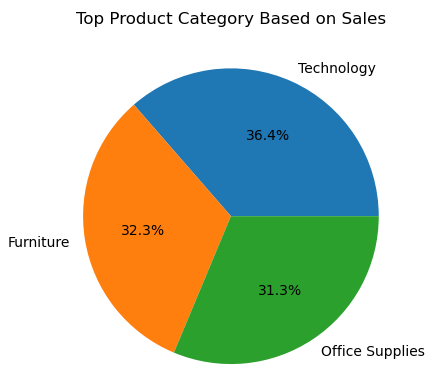 Top Product Category Based on Sales
Technology
36.4%
Furniture
32.3%
31.3%
Office Supplies